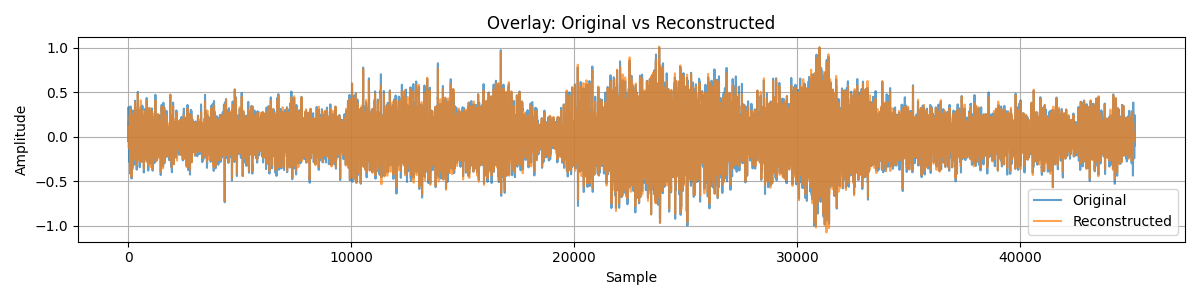 Overlay: Original vs Reconstructed
1.0
0.5
0.0
−0.5
−1.0
Amplitude
Original
Reconstructed
0 10000 20000 30000 40000
Sample